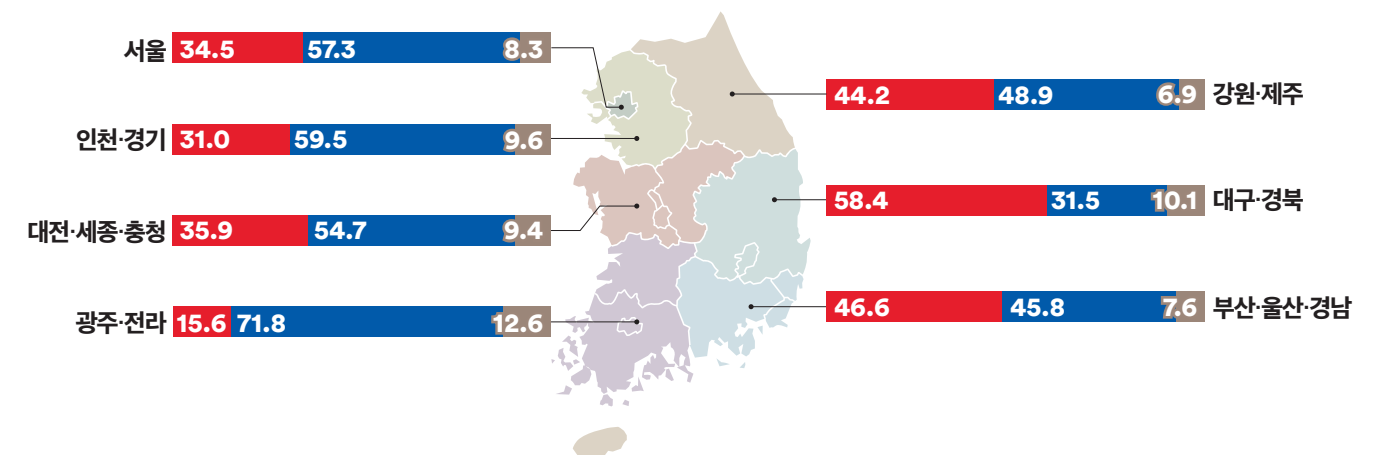 서울 34.5 57.3 8.3
인천·경기 31.0 59.5 9.6
대전·세종·충청 35.9 54.7 9.4
광주·전라 15.6 71.8 12.6
44.2 48.9 6.9 강원·제주
58.4 31.5 10.1 대구·경북
46.6 45.8 7.6 부산·울산·경남